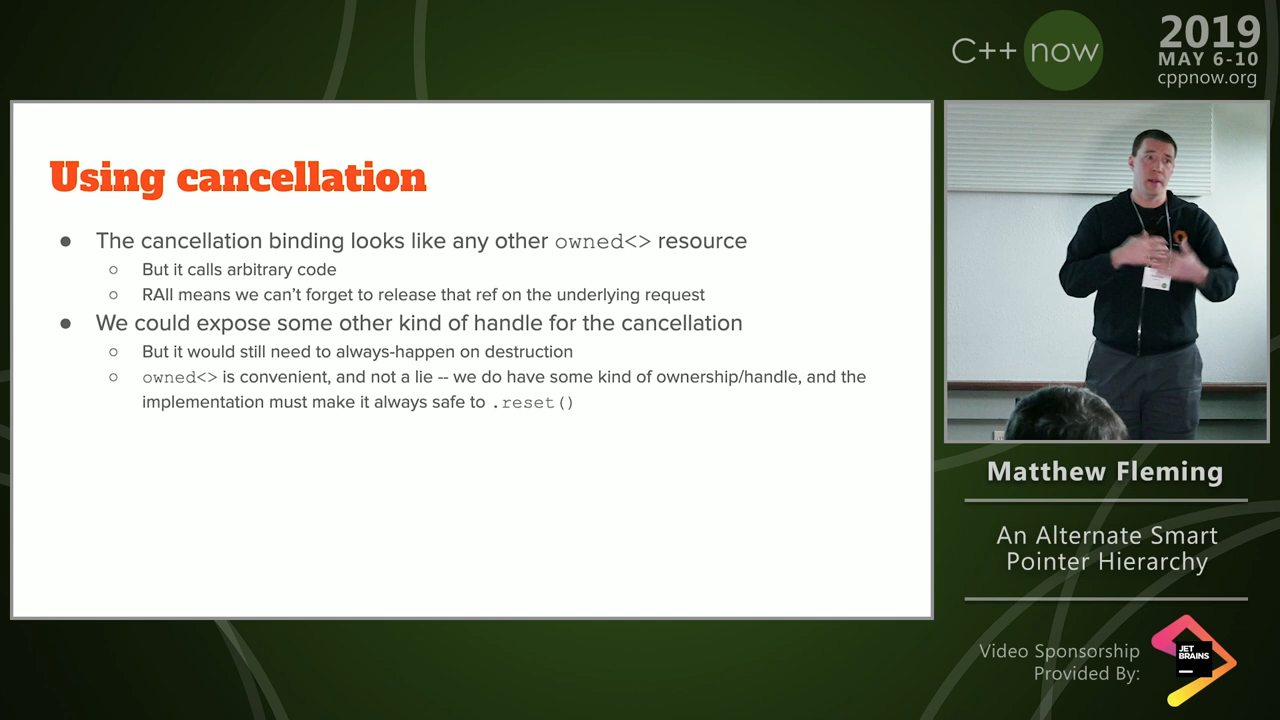 C++ now
2019
MAY 6-10
cppnow.org
Using cancellation
● The cancellation binding looks like any other owned<> resource
○ But it calls arbitrary code
○ RAII means we can't forget to release that ref on the underlying request
● We could expose some other kind of handle for the cancellation
○ But it would still need to always-happen on destruction
○ owned<> is convenient, and not a lie -- we do have some kind of ownership/handle, and the
implementation must make it always safe to .reset()
Matthew Fleming
An Alternate Smart
Pointer Hierarchy
Video Sponsorship
Provided By:
JET
BRAINS